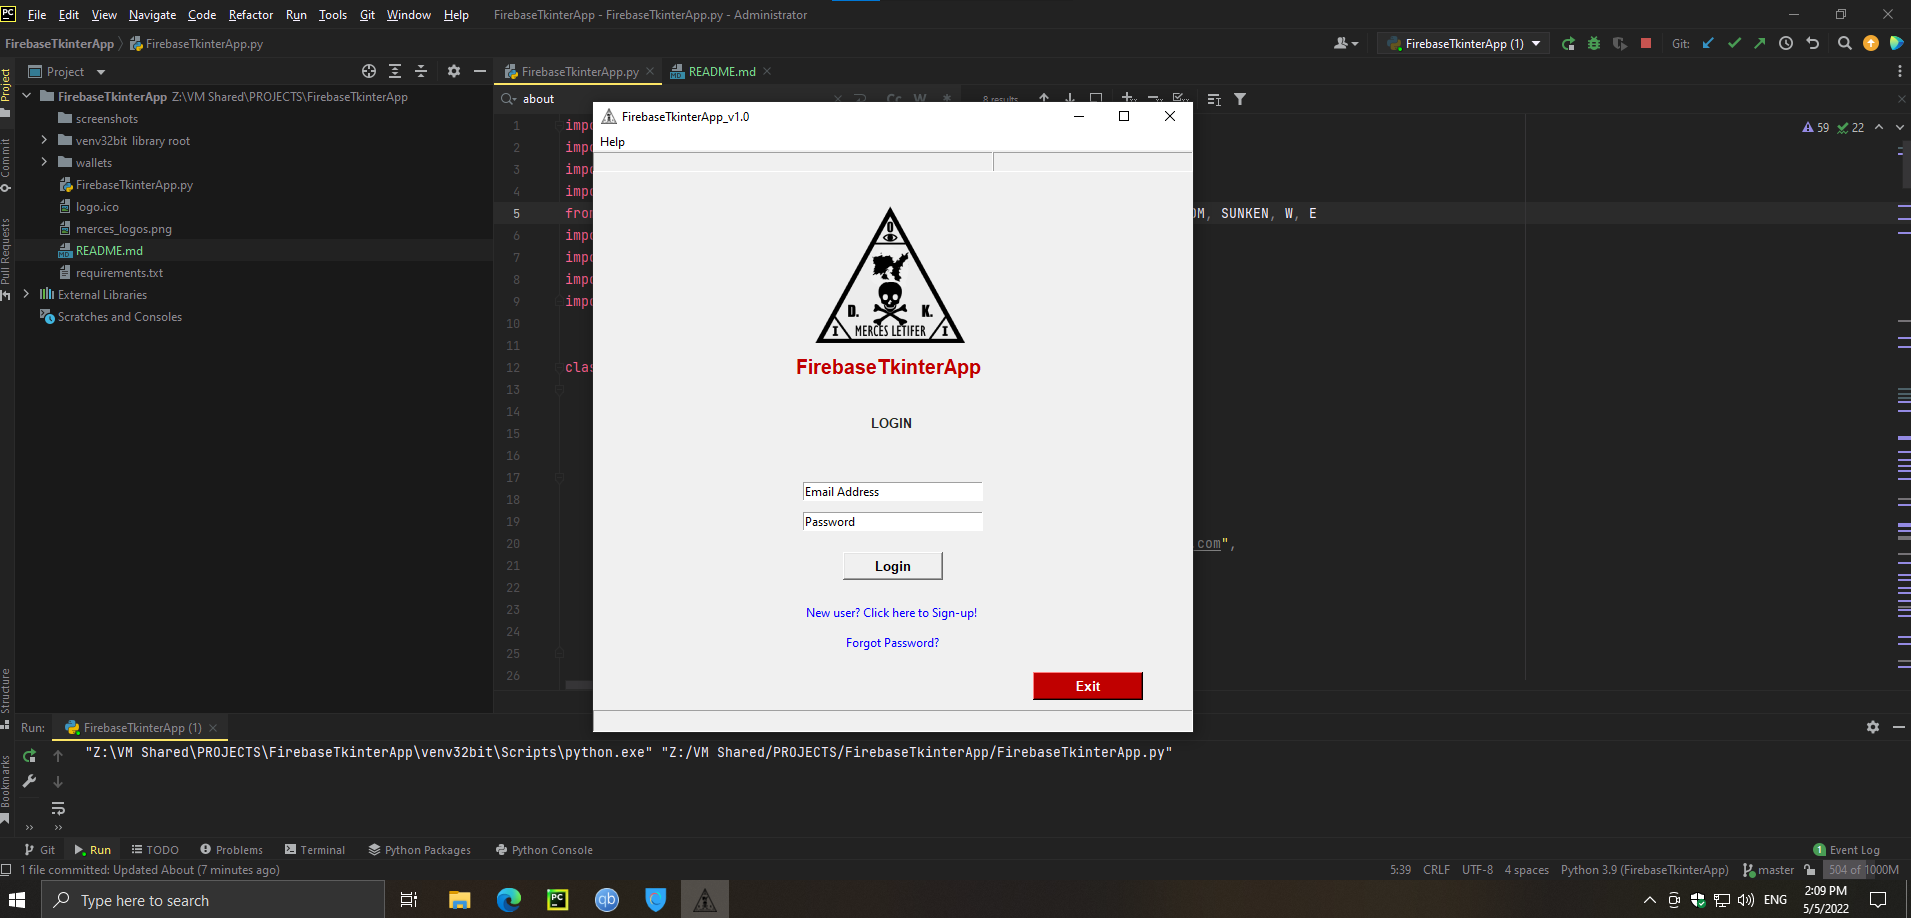 PC File Edit View Navigate Code Refactor Run Tools Git Window Help FirebaseTkinterApp - FirebaseTkinterApp.py - Administrator
FirebaseTkinterApp FirebaseTkinterApp.py FirebaseTkinterApp (1) Git:
Project FirebaseTkinterApp.py README.md
Project
Commit
Pull Requests
Structure
Bookmarks
FirebaseTkinterApp Z:\VM Shared\PROJECTS\FirebaseTkinterApp
screenshots
venv32bit library root
wallets
FirebaseTkinterApp.py
logo.ico
merces_logos.png
README.md
requirements.txt
External Libraries
Scratches and Consoles
about
8 results
59 22
1 impo
2 impo
3 impo
4 impo
5 from OM, SUNKEN, W, E
6 impo
7 impo
8 impo
9 impo
10
11
12 clas
13
14
15
16
17
18
19
20 com",
21
22
23
24
25
26
FirebaseTkinterApp_v1.0
Help
O
D. K.
I MERCES LETIFER I
FirebaseTkinterApp
LOGIN
Email Address
Password
Login
New user? Click here to Sign-up!
Forgot Password?
Exit
Run: FirebaseTkinterApp (1)
"Z:\VM Shared\PROJECTS\FirebaseTkinterApp\venv32bit\Scripts\python.exe" "Z:/VM Shared/PROJECTS/FirebaseTkinterApp/FirebaseTkinterApp.py"
Git Run TODO Problems Terminal Python Packages Python Console 1 Event Log
1 file committed: Updated About (7 minutes ago) 5:39 CRLF UTF-8 4 spaces Python 3.9 (FirebaseTkinterApp) master 504 of 1000M
Type here to search PC qb ENG 2:09 PM
5/5/2022